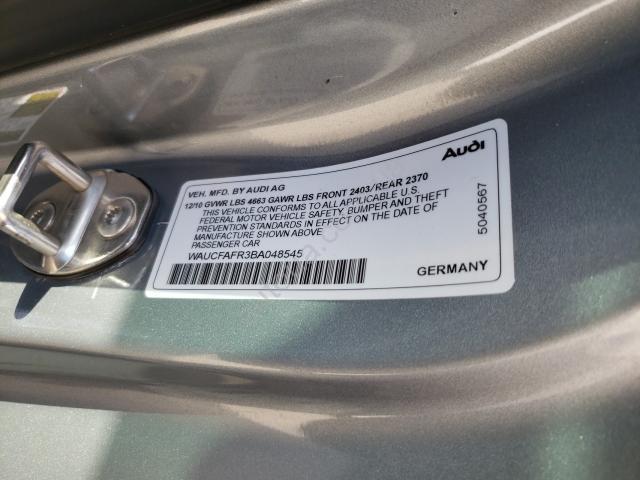 Audi
VEH. MFD. BY AUDI AG
12/10 GVWR LBS 4663 GAWR LBS FRONT 2403/REAR 2370
THIS VEHICLE CONFORMS TO ALL APPLICABLE U.S.
FEDERAL MOTOR VEHICLE SAFETY, BUMPER AND THEFT
PREVENTION STANDARDS IN EFFECT ON THE DATE OF
MANUFACTURE SHOWN ABOVE
PASSENGER CAR
WAUCFAFR3BA048545
5040567
GERMANY